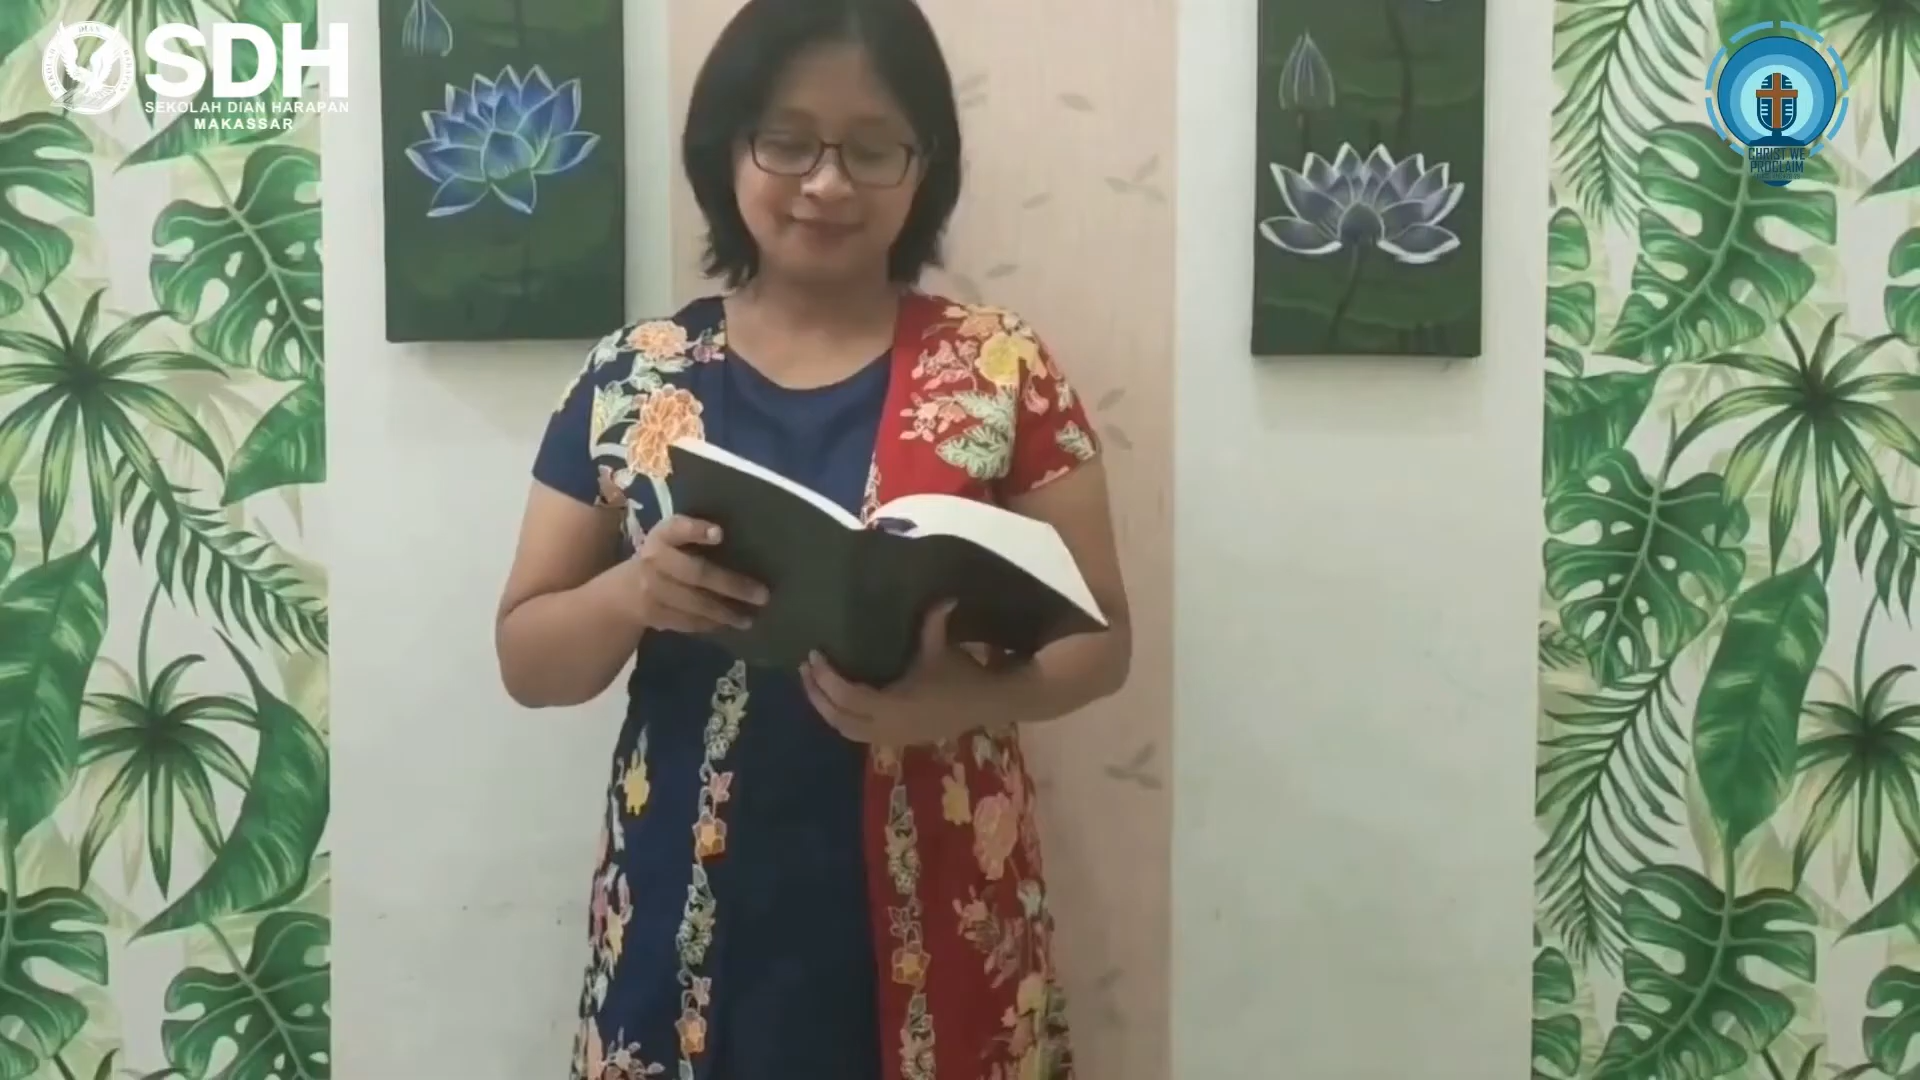 SDH
SEKOLAH DIAN HARAPAN
MAKASSAR
CHRIST WE
PROCLAIM